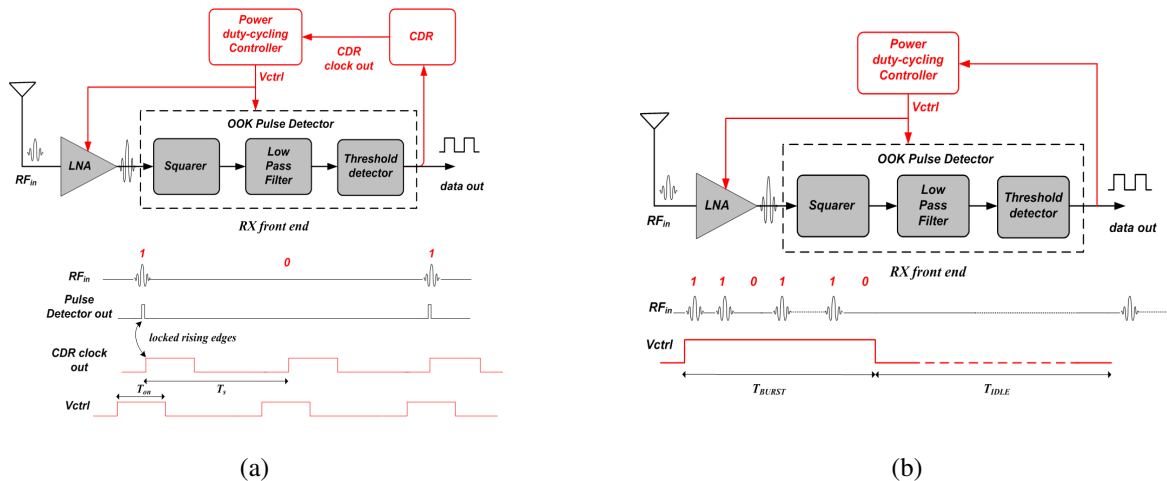 Power
duty-cycling
Controller
CDR
CDR
clock out
Vctrl
OOK Pulse Detector
LNA
Squarer
Low
Pass
Filter
Threshold
detector
RFin
data out
RX front end
1 0 1
RFin
Pulse
Detector out
locked rising edges
CDR clock
out
Ton
Ts
Vctrl
(a)
Power
duty-cycling
Controller
Vctrl
OOK Pulse Detector
LNA
Squarer
Low
Pass
Filter
Threshold
detector
RFin
data out
RX front end
1 1 0 1 1 0
RFin
Vctrl
TBURST
TIDLE
(b)